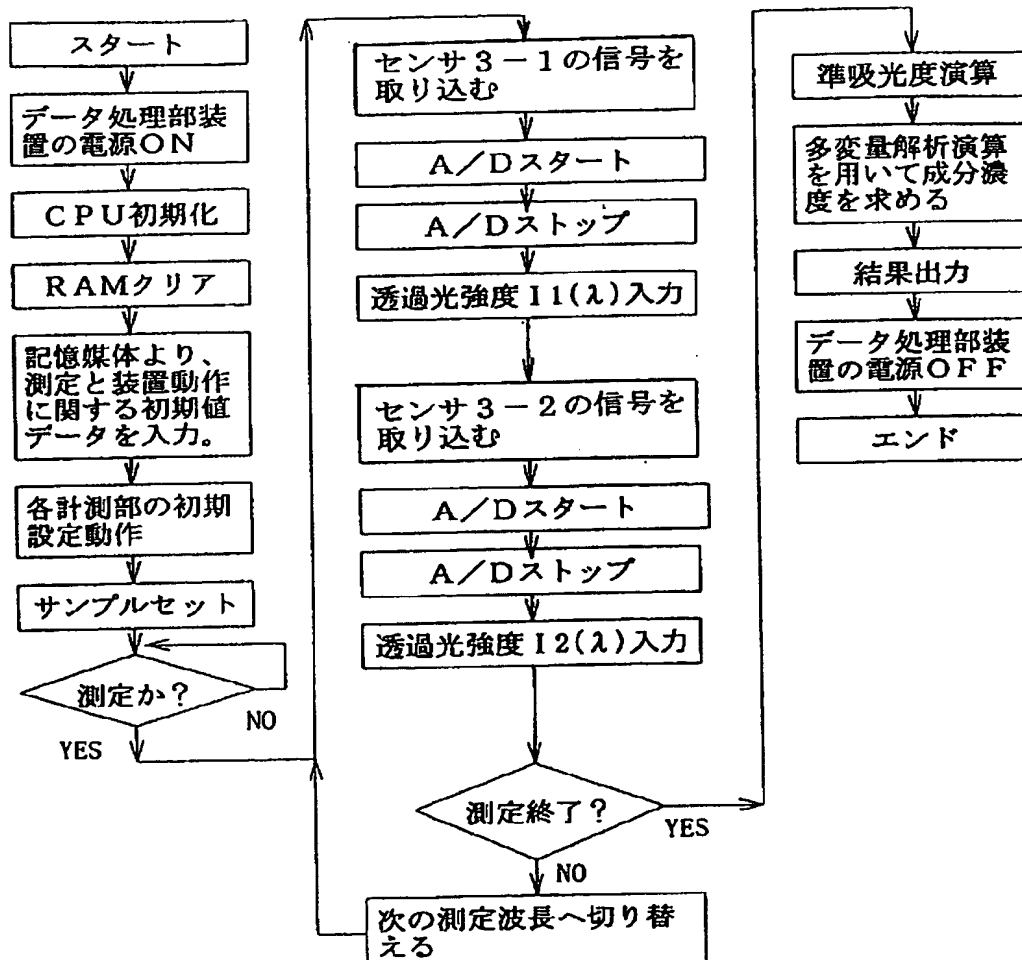 スタート
データ処理部装
置の電源ON
CPU初期化
RAMクリア
記憶媒体より、
測定と装置動作
に関する初期値
データを入力。
各計測部の初期
設定動作
サンプルセット
測定か?
NO
YES
センサ3-1の信号を
取り込む
A/Dスタート
A/Dストップ
透過光強度I1(λ)入力
センサ3-2の信号を
取り込む
A/Dスタート
A/Dストップ
透過光強度I2(λ)入力
測定終了?
YES
NO
次の測定波長へ切り替
える
準吸光度演算
多変量解析演算
を用いて成分濃
度を求める
結果出力
データ処理部装
置の電源OFF
エンド